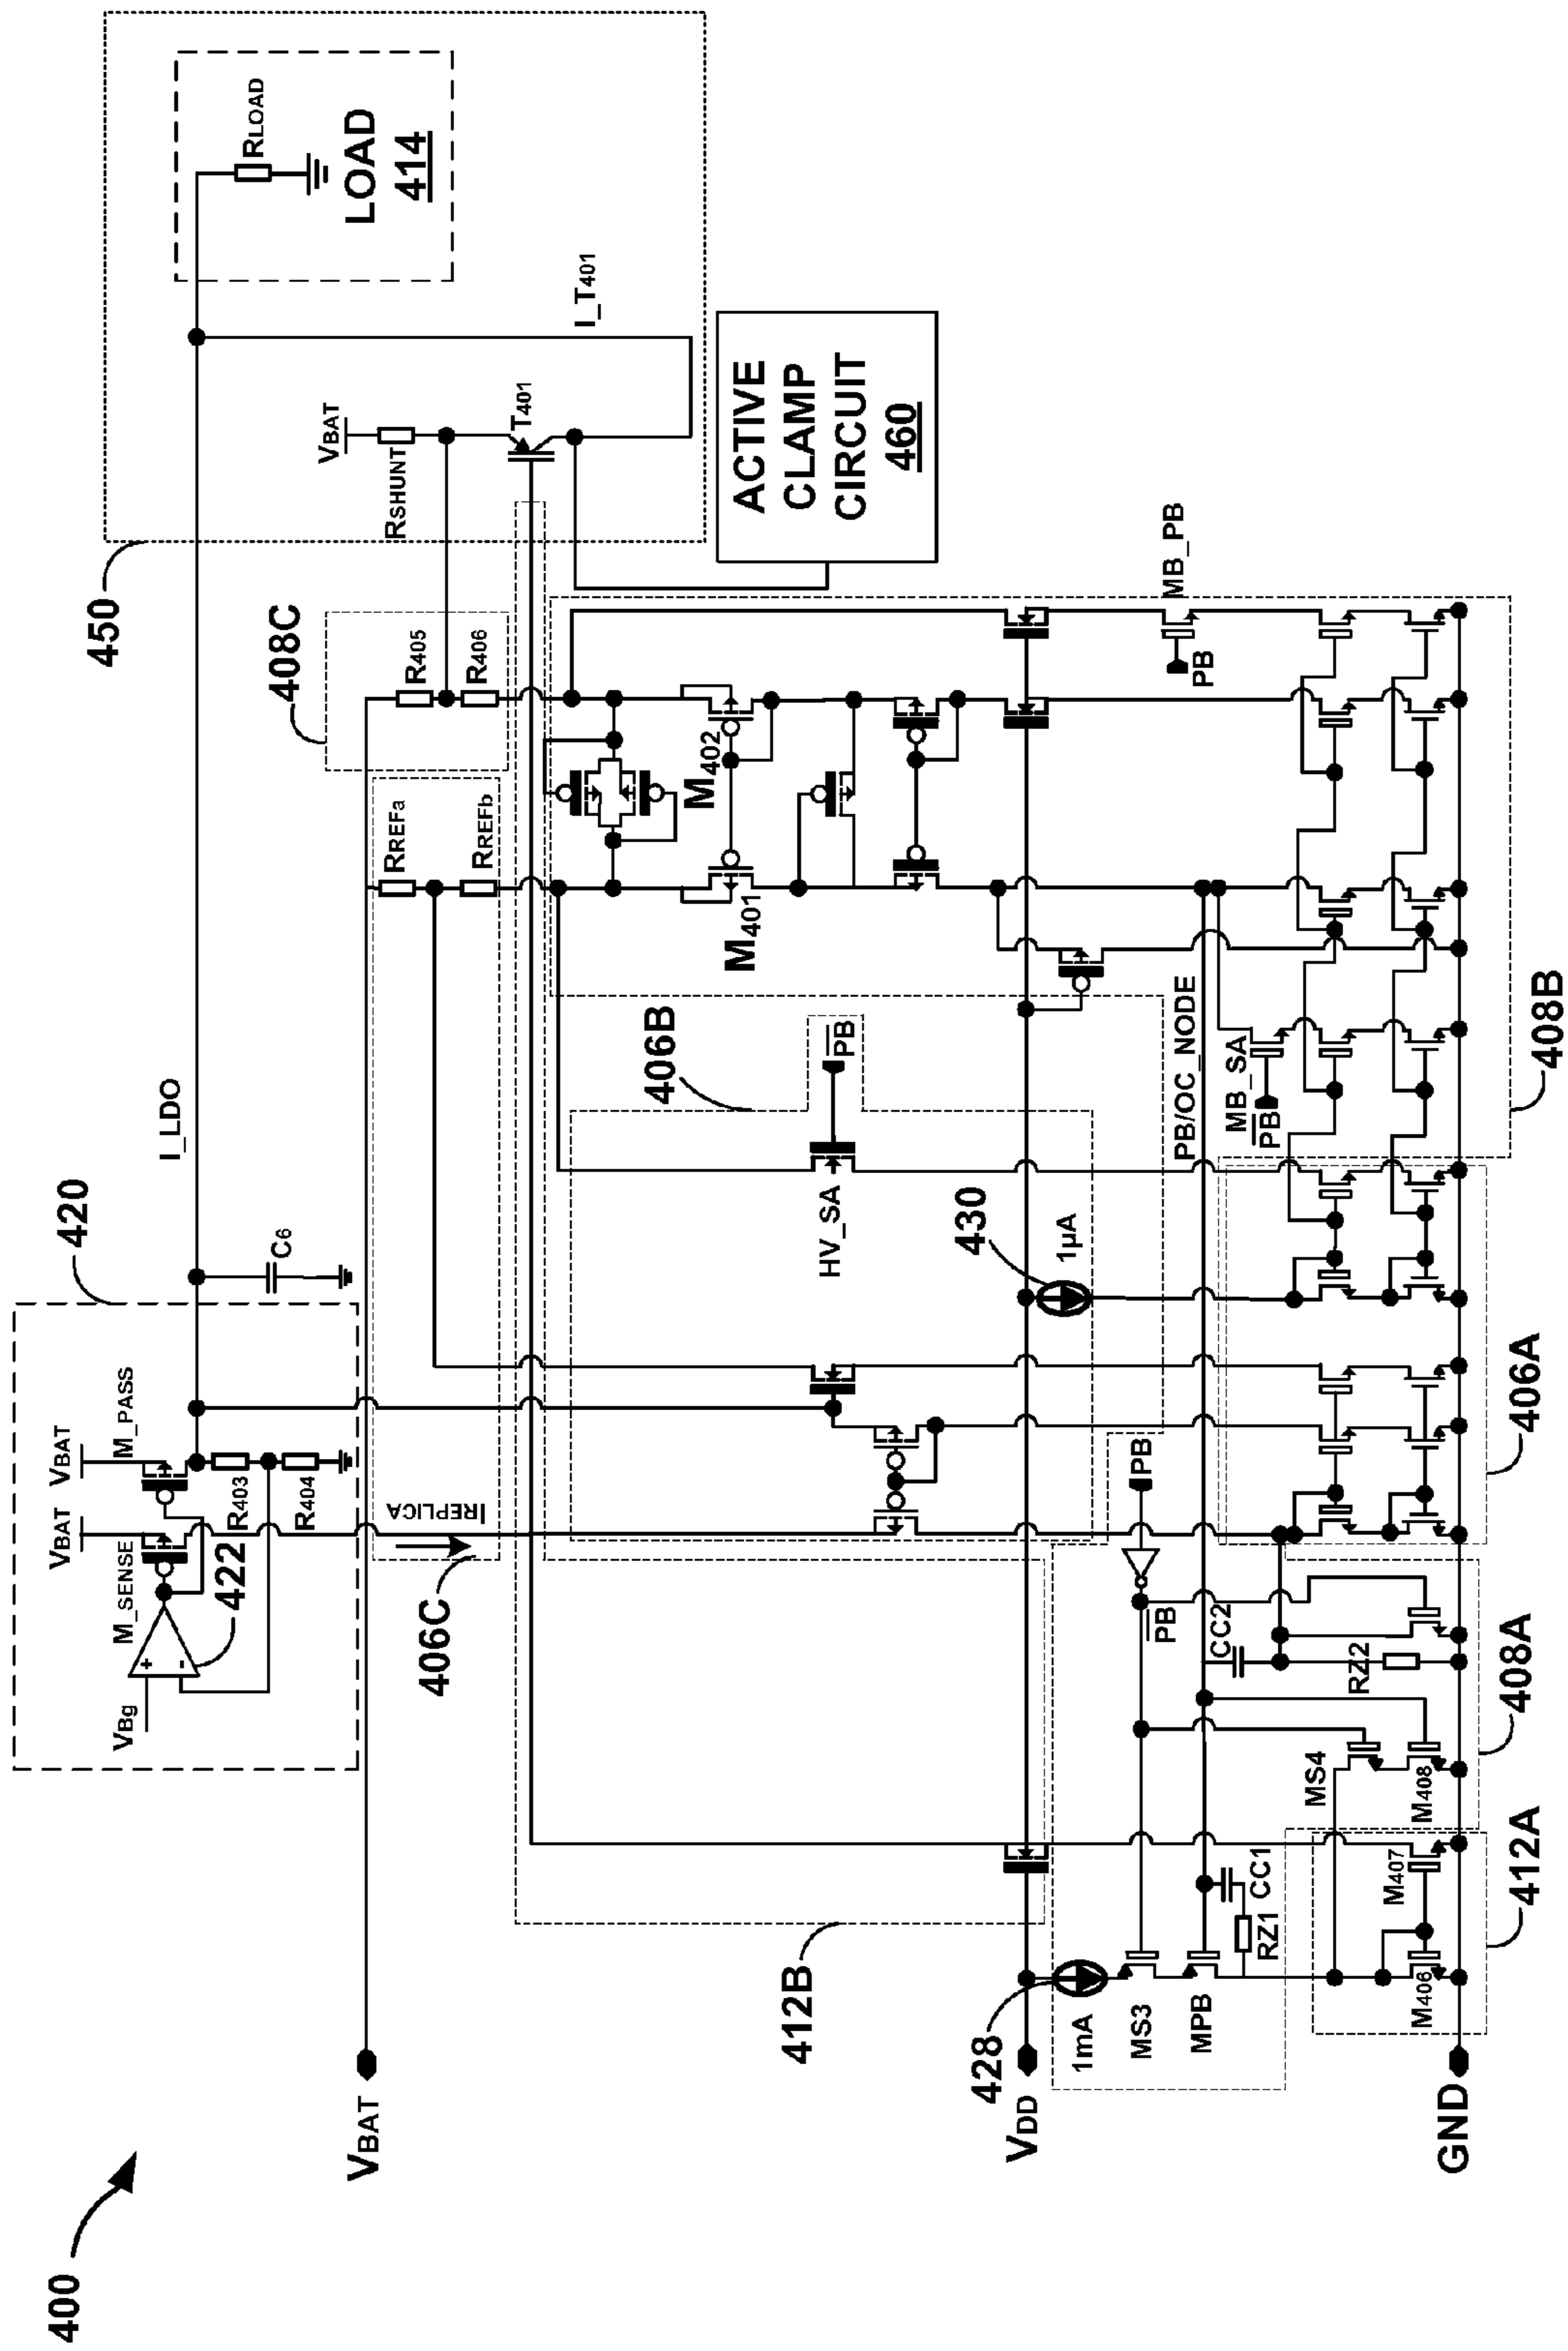 400
420
VBAT
VBAT
M_SENSE
M_PASS
VBg
+
-
422
R403
R404
C6
I_LDO
450
RLOAD
LOAD
414
VBAT
RSHUNT
T401
I_T401
ACTIVE
CLAMP
CIRCUIT
460
408C
R405
R406
RREFa
RREFb
IREPLICA
406C
VBAT
M401
M402
412B
406B
HV_SA
PB
430
1µA
VDD
428
1mA
MS3
MPB
PB
PB
CC1
RZ1
CC2
RZ2
PB/OC_NODE
MB_SA
PB
MB_PB
PB
MS4
M408
M406
M407
GND
412A
408A
406A
408B